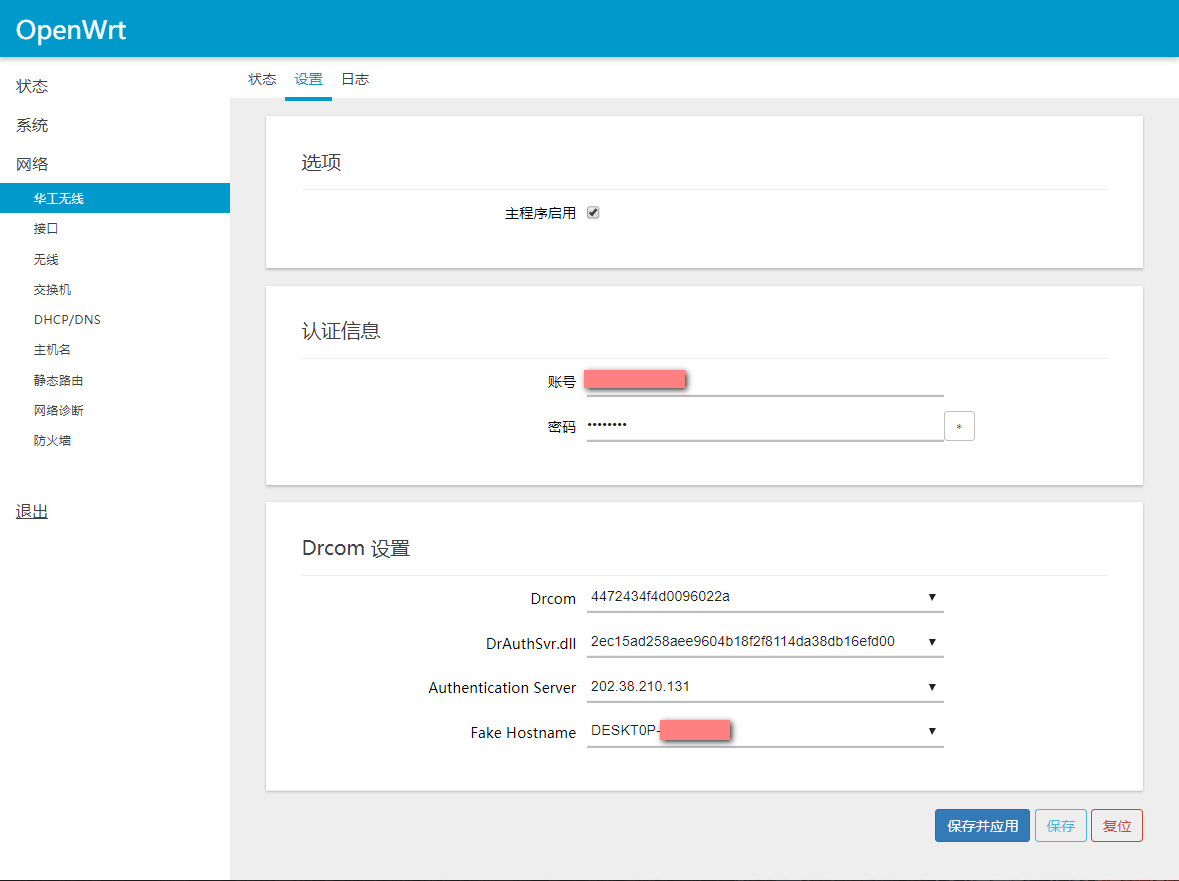 OpenWrt
状态
系统
网络
华工无线
接口
无线
交换机
DHCP/DNS
主机名
静态路由
网络诊断
防火墙
退出
状态 设置 日志
选项
主程序启用
认证信息
账号
密码 •••••••• *
Drcom 设置
Drcom 4472434f4d0096022a
DrAuthSvr.dll 2ec15ad258aee9604b18f2f8114da38db16efd00
Authentication Server 202.38.210.131
Fake Hostname DESKT0P-
保存并应用 保存 复位